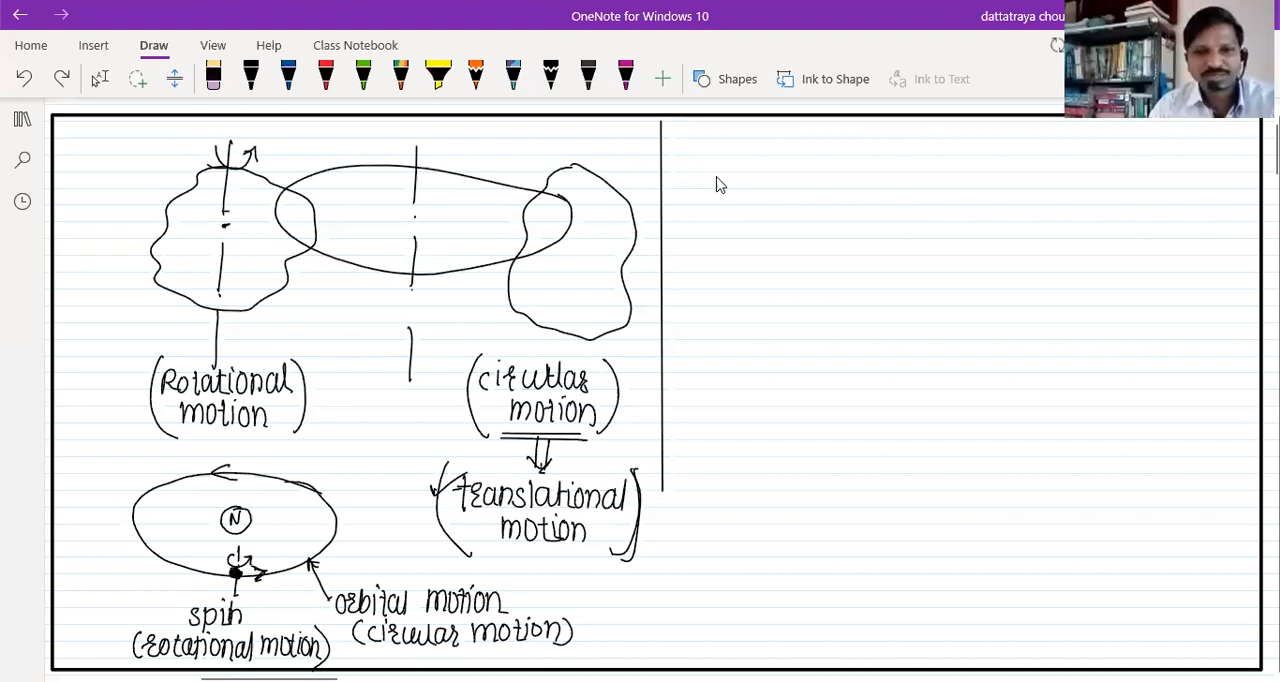 OneNote for Windows 10
dattatraya chou
Home Insert Draw View Help Class Notebook
Shapes Ink to Shape Ink to Text
(Rotational
motion)
(cirutlar
motion)
(translational
motion)
N
spin
(rotational motion)
orbital motion
(circular motion)